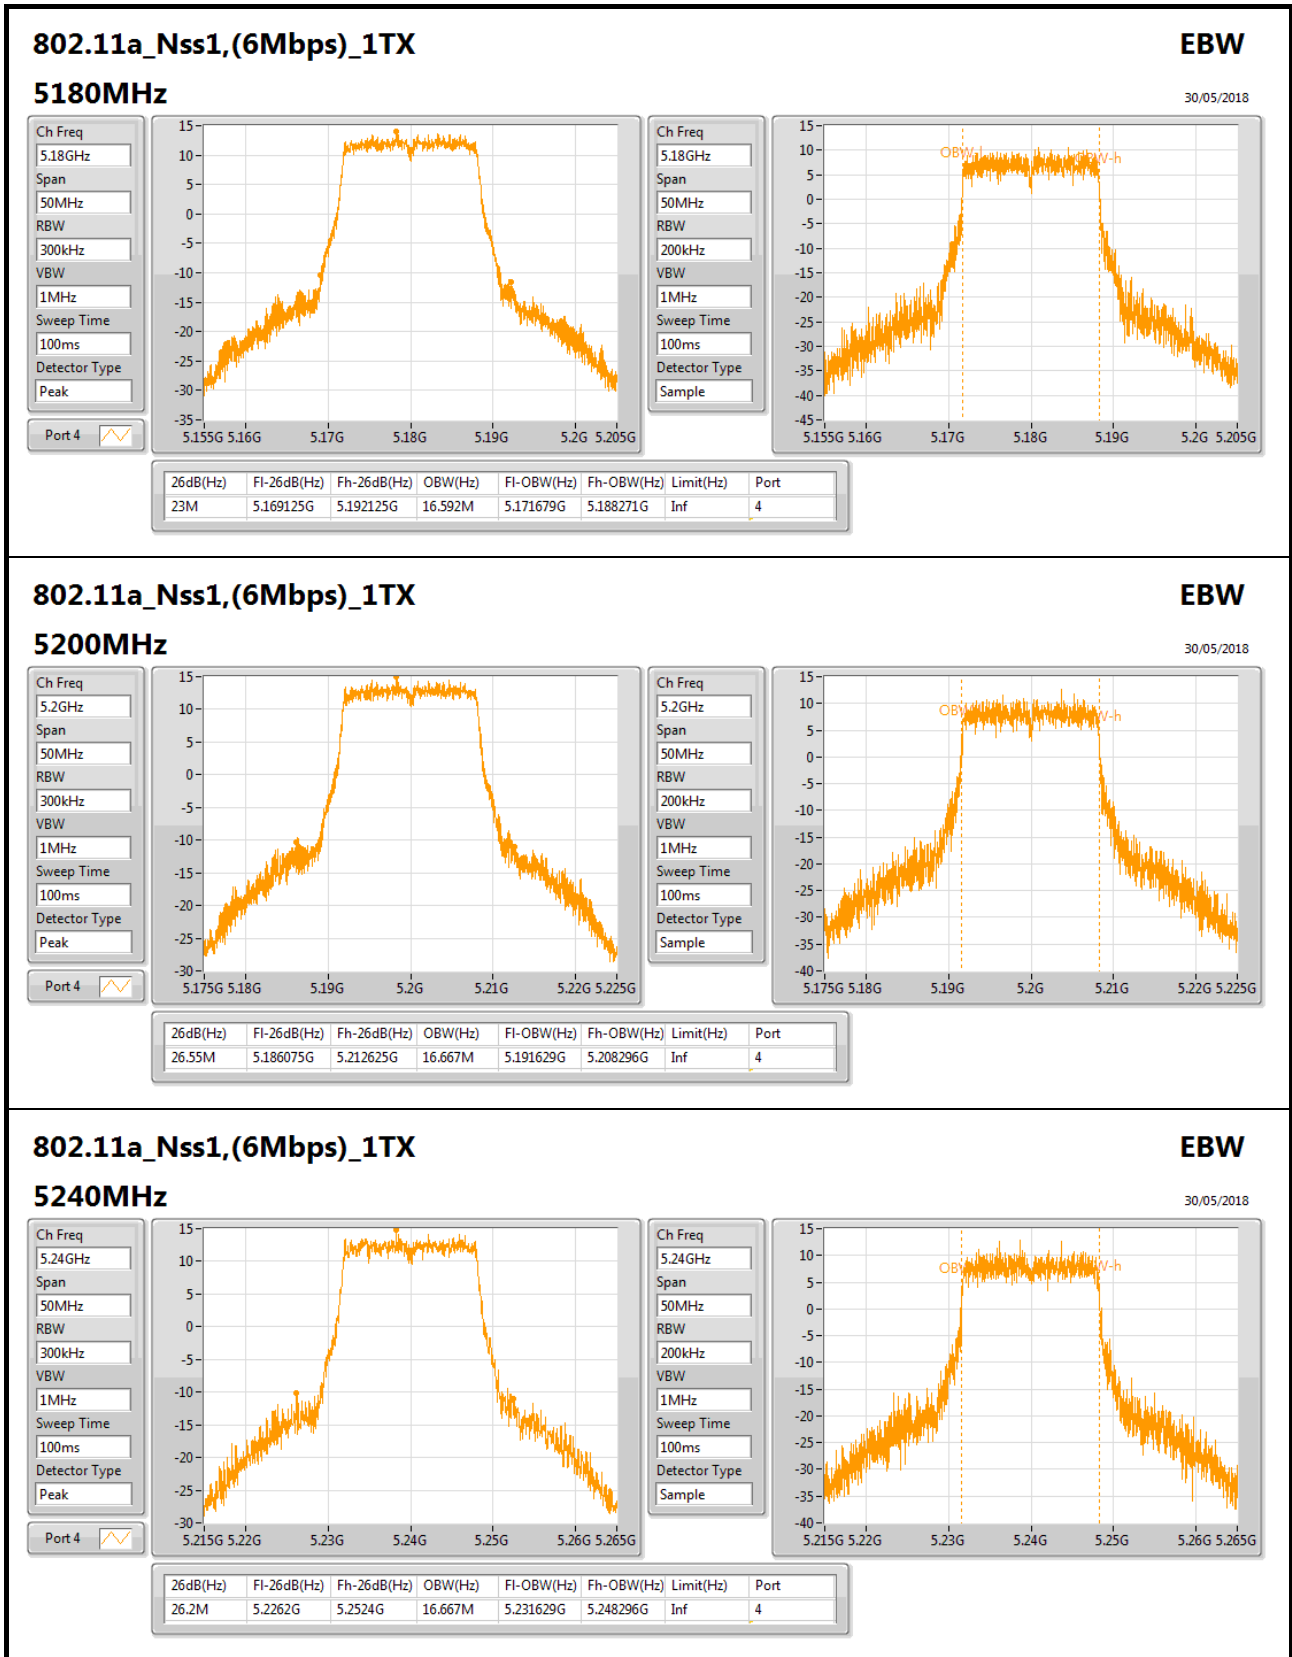 802.11a_Nss1,(6Mbps)_1TX EBW
5180MHz 30/05/2018
Ch Freq
5.18GHz
Span
50MHz
RBW
300kHz
VBW
1MHz
Sweep Time
100ms
Detector Type
Peak
Port 4
15
10
5
0
-5
-10
-15
-20
-25
-30
-35
5.155G 5.16G 5.17G 5.18G 5.19G 5.2G 5.205G
Ch Freq
5.18GHz
Span
50MHz
RBW
200kHz
VBW
1MHz
Sweep Time
100ms
Detector Type
Sample
15
10
5
0
-5
-10
-15
-20
-25
-30
-35
-40
-45
5.155G 5.16G 5.17G 5.18G 5.19G 5.2G 5.205G
26dB(Hz) Fl-26dB(Hz) Fh-26dB(Hz) OBW(Hz) Fl-OBW(Hz) Fh-OBW(Hz) Limit(Hz) Port
23M 5.169125G 5.192125G 16.592M 5.171679G 5.188271G Inf 4
802.11a_Nss1,(6Mbps)_1TX EBW
5200MHz 30/05/2018
Ch Freq
5.2GHz
Span
50MHz
RBW
300kHz
VBW
1MHz
Sweep Time
100ms
Detector Type
Peak
Port 4
15
10
5
0
-5
-10
-15
-20
-25
-30
5.175G 5.18G 5.19G 5.2G 5.21G 5.22G 5.225G
Ch Freq
5.2GHz
Span
50MHz
RBW
200kHz
VBW
1MHz
Sweep Time
100ms
Detector Type
Sample
15
10
5
0
-5
-10
-15
-20
-25
-30
-35
-40
5.175G 5.18G 5.19G 5.2G 5.21G 5.22G 5.225G
26dB(Hz) Fl-26dB(Hz) Fh-26dB(Hz) OBW(Hz) Fl-OBW(Hz) Fh-OBW(Hz) Limit(Hz) Port
26.55M 5.186075G 5.212625G 16.667M 5.191629G 5.208296G Inf 4
802.11a_Nss1,(6Mbps)_1TX EBW
5240MHz 30/05/2018
Ch Freq
5.24GHz
Span
50MHz
RBW
300kHz
VBW
1MHz
Sweep Time
100ms
Detector Type
Peak
Port 4
15
10
5
0
-5
-10
-15
-20
-25
-30
5.215G 5.22G 5.23G 5.24G 5.25G 5.26G 5.265G
Ch Freq
5.24GHz
Span
50MHz
RBW
200kHz
VBW
1MHz
Sweep Time
100ms
Detector Type
Sample
15
10
5
0
-5
-10
-15
-20
-25
-30
-35
-40
5.215G 5.22G 5.23G 5.24G 5.25G 5.26G 5.265G
26dB(Hz) Fl-26dB(Hz) Fh-26dB(Hz) OBW(Hz) Fl-OBW(Hz) Fh-OBW(Hz) Limit(Hz) Port
26.2M 5.2262G 5.2524G 16.667M 5.231629G 5.248296G Inf 4